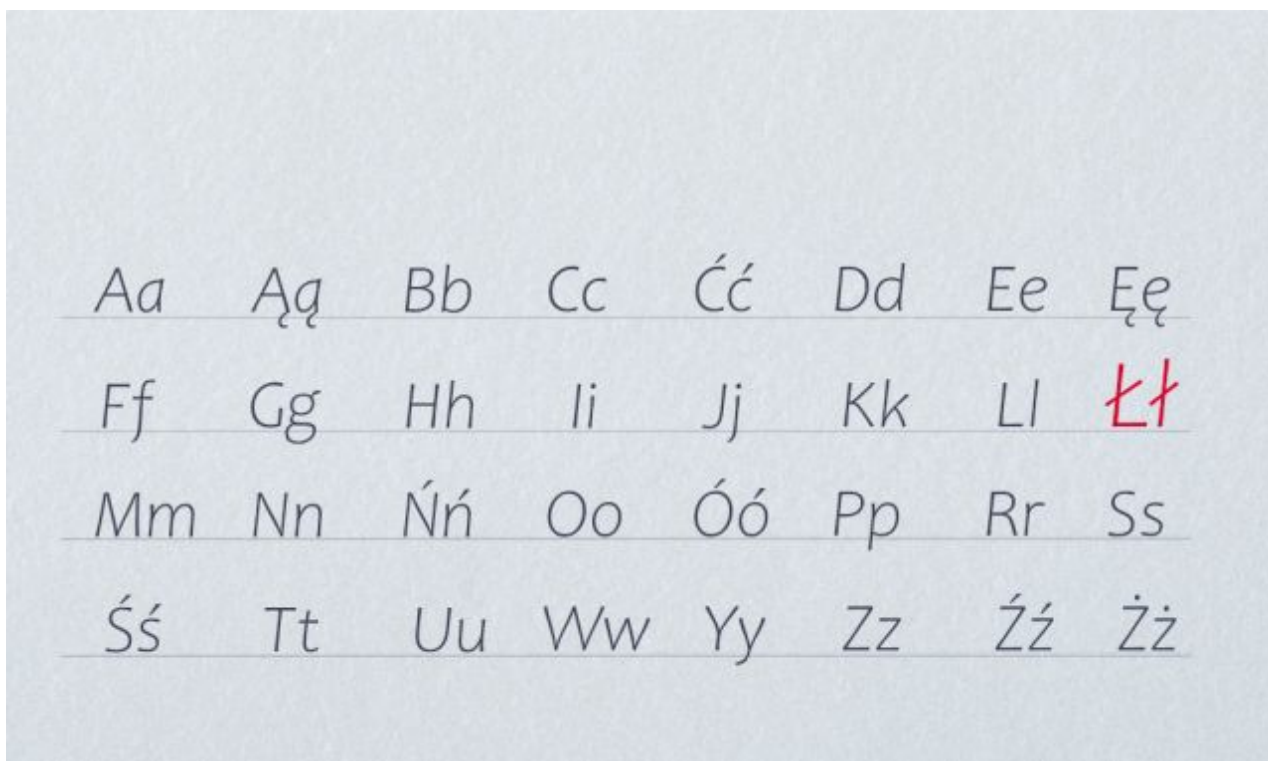 Aa Ąą Bb Cc Ćć Dd Ee Ęę
Ff Gg Hh Ii Jj Kk Ll Łł
Mm Nn Ńń Oo Óó Pp Rr Ss
Śś Tt Uu Ww Yy Zz Źź Żż